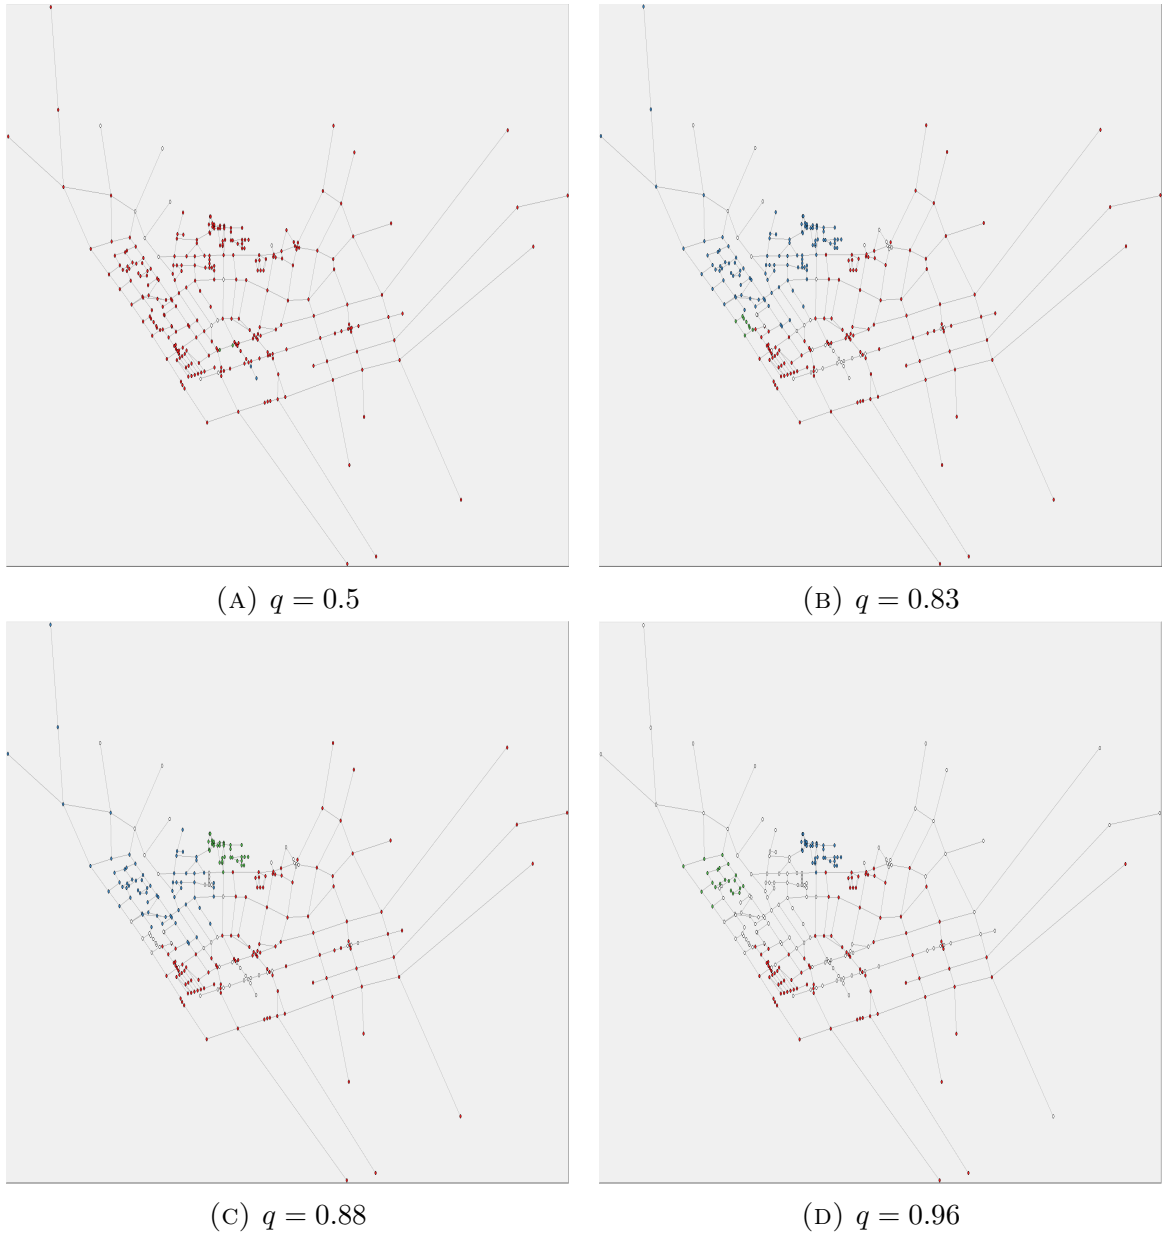 (A) q = 0.5
(B) q = 0.83
(C) q = 0.88
(D) q = 0.96